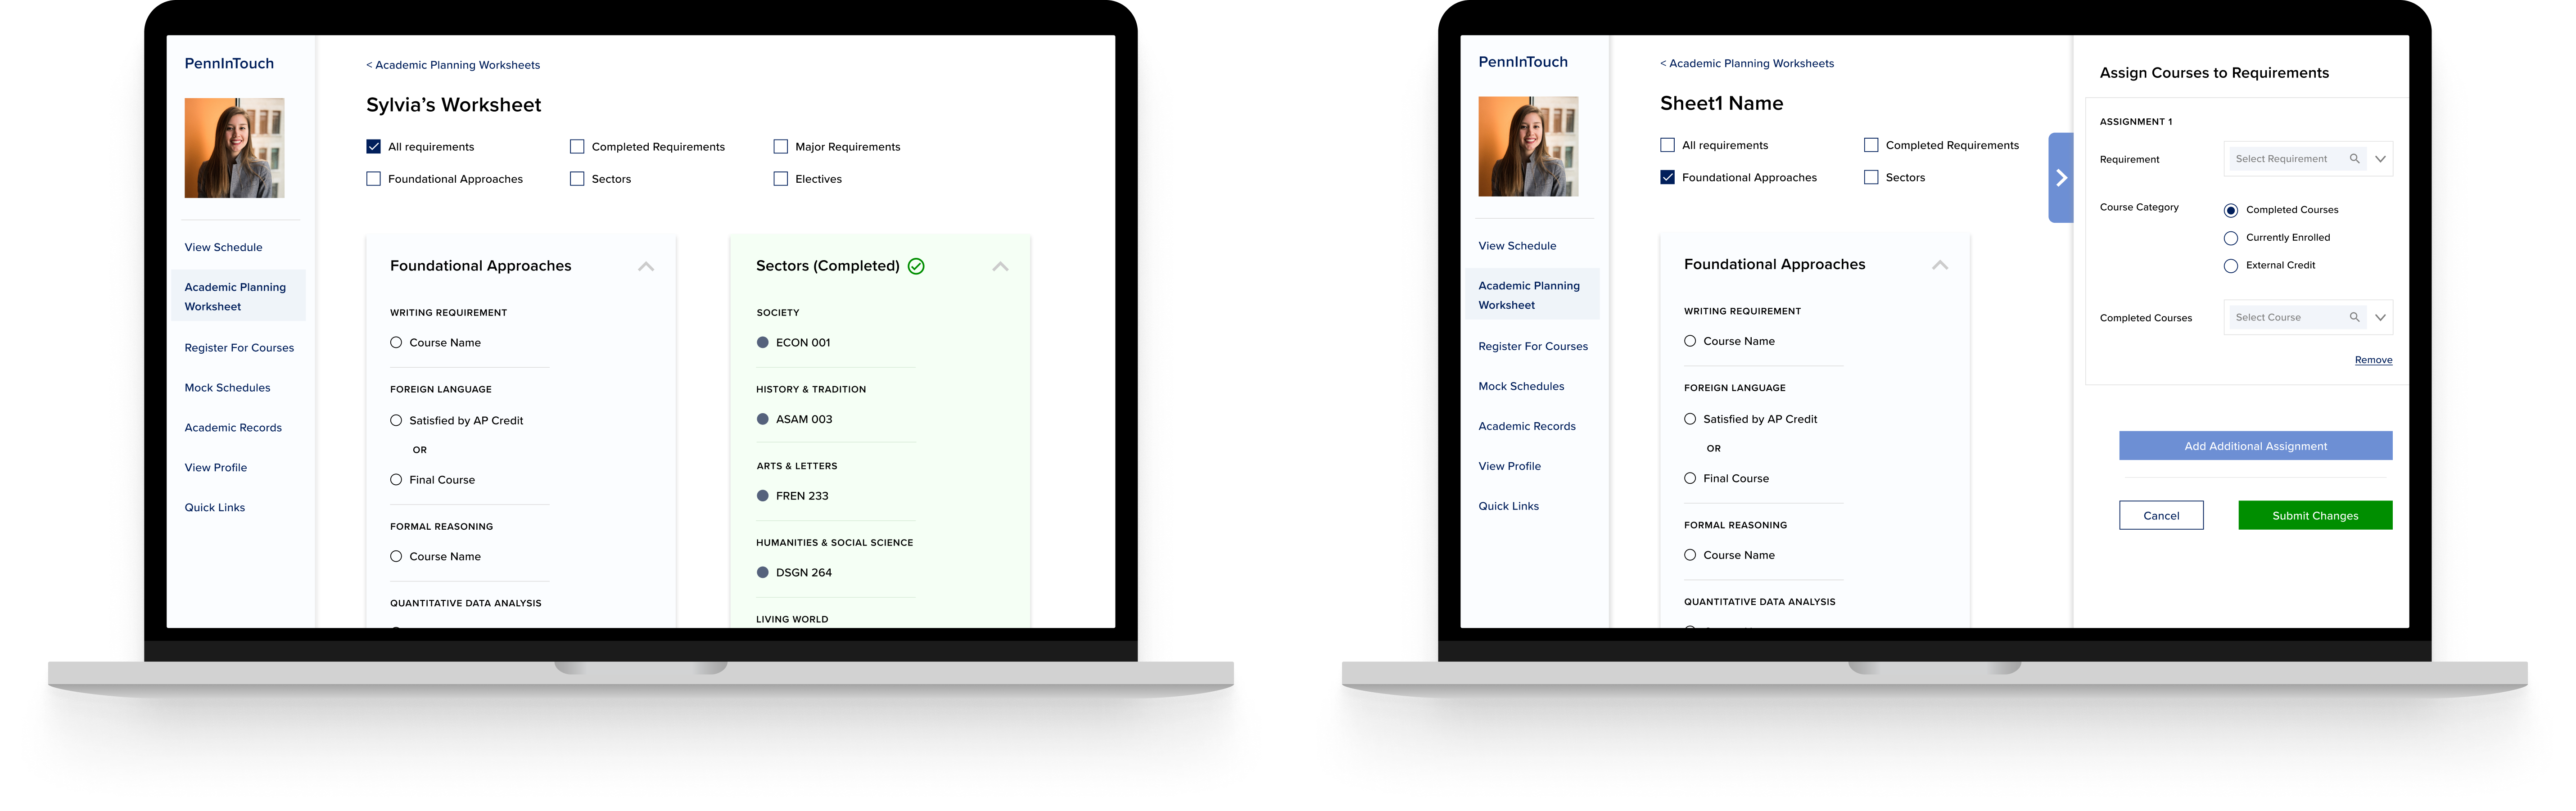 PennInTouch
View Schedule
Academic Planning
Worksheet
Register For Courses
Mock Schedules
Academic Records
View Profile
Quick Links
< Academic Planning Worksheets
Sylvia's Worksheet
All requirements
Completed Requirements
Major Requirements
Foundational Approaches
Sectors
Electives
Foundational Approaches
WRITING REQUIREMENT
Course Name
FOREIGN LANGUAGE
Satisfied by AP Credit
OR
Final Course
FORMAL REASONING
Course Name
QUANTITATIVE DATA ANALYSIS
Sectors (Completed)
SOCIETY
ECON 001
HISTORY & TRADITION
ASAM 003
ARTS & LETTERS
FREN 233
HUMANITIES & SOCIAL SCIENCE
DSGN 264
LIVING WORLD
PennInTouch
View Schedule
Academic Planning
Worksheet
Register For Courses
Mock Schedules
Academic Records
View Profile
Quick Links
< Academic Planning Worksheets
Sheet1 Name
All requirements
Completed Requirements
Foundational Approaches
Sectors
Foundational Approaches
WRITING REQUIREMENT
Course Name
FOREIGN LANGUAGE
Satisfied by AP Credit
OR
Final Course
FORMAL REASONING
Course Name
QUANTITATIVE DATA ANALYSIS
Assign Courses to Requirements
ASSIGNMENT 1
Requirement
Select Requirement
Course Category
Completed Courses
Currently Enrolled
External Credit
Completed Courses
Select Course
Remove
Add Additional Assignment
Cancel
Submit Changes